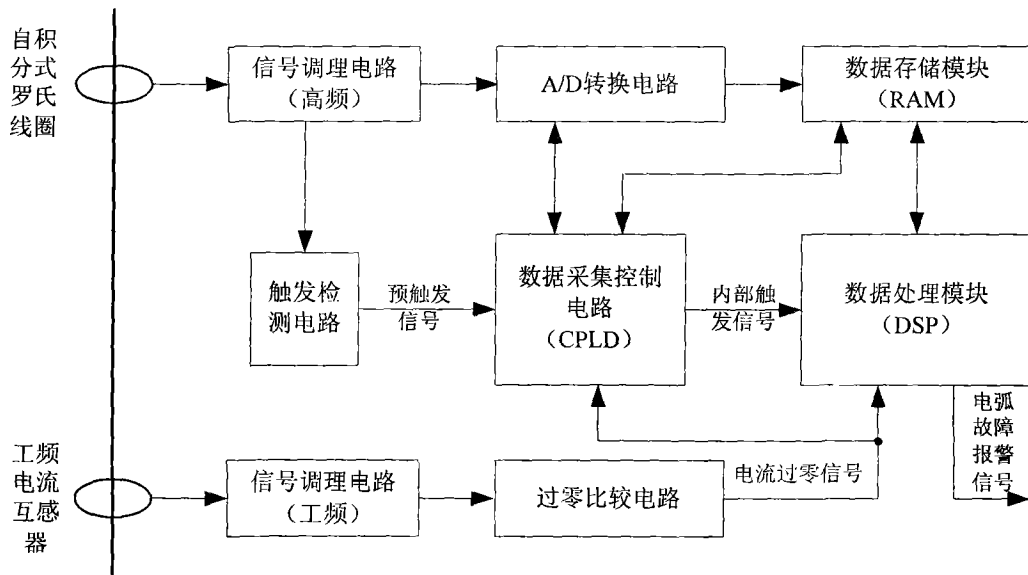 自积
分式
罗氏
线圈
信号调理电路
（高频）
A/D转换电路
数据存储模块
（RAM）
触发检
测电路
预触发
信号
数据采集控制
电路
（CPLD）
内部触
发信号
数据处理模块
（DSP）
电弧
故障
报警
信号
工频
电流
互感
器
信号调理电路
（工频）
过零比较电路
电流过零信号